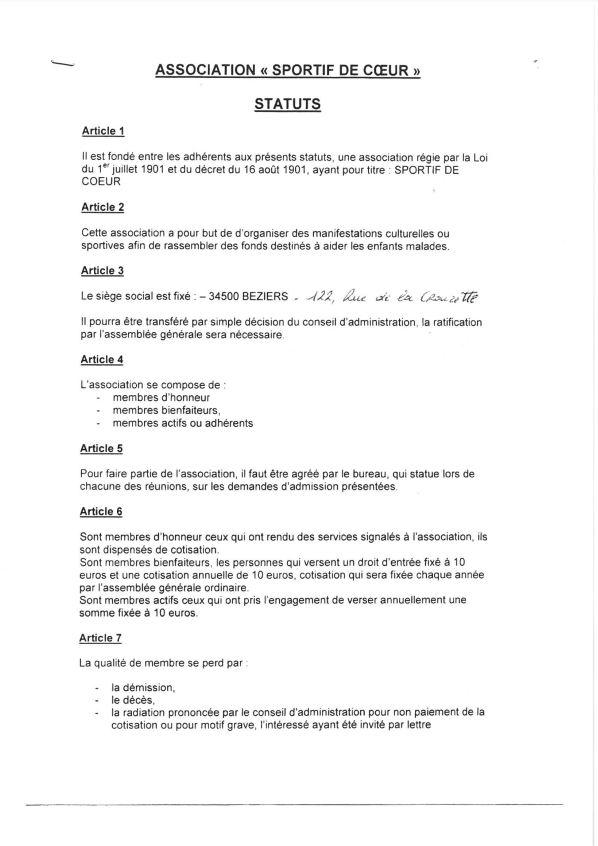 ASSOCIATION « SPORTIF DE CŒUR »
STATUTS
Article 1
Il est fondé entre les adhérents aux présents statuts, une association régie par la Loi
du 1er juillet 1901 et du décret du 16 août 1901, ayant pour titre : SPORTIF DE
COEUR
Article 2
Cette association a pour but de d'organiser des manifestations culturelles ou
sportives afin de rassembler des fonds destinés à aider les enfants malades.
Article 3
Le siège social est fixé : – 34500 BEZIERS - 122, Rue de la Crouzette
Il pourra être transféré par simple décision du conseil d'administration, la ratification
par l'assemblée générale sera nécessaire.
Article 4
L'association se compose de :
- membres d'honneur
- membres bienfaiteurs,
- membres actifs ou adhérents
Article 5
Pour faire partie de l'association, il faut être agréé par le bureau, qui statue lors de
chacune des réunions, sur les demandes d'admission présentées.
Article 6
Sont membres d'honneur ceux qui ont rendu des services signalés à l'association, ils
sont dispensés de cotisation.
Sont membres bienfaiteurs, les personnes qui versent un droit d'entrée fixé à 10
euros et une cotisation annuelle de 10 euros, cotisation qui sera fixée chaque année
par l'assemblée générale ordinaire.
Sont membres actifs ceux qui ont pris l'engagement de verser annuellement une
somme fixée à 10 euros.
Article 7
La qualité de membre se perd par :
- la démission,
- le décès,
- la radiation prononcée par le conseil d'administration pour non paiement de la
cotisation ou pour motif grave, l'intéressé ayant été invité par lettre